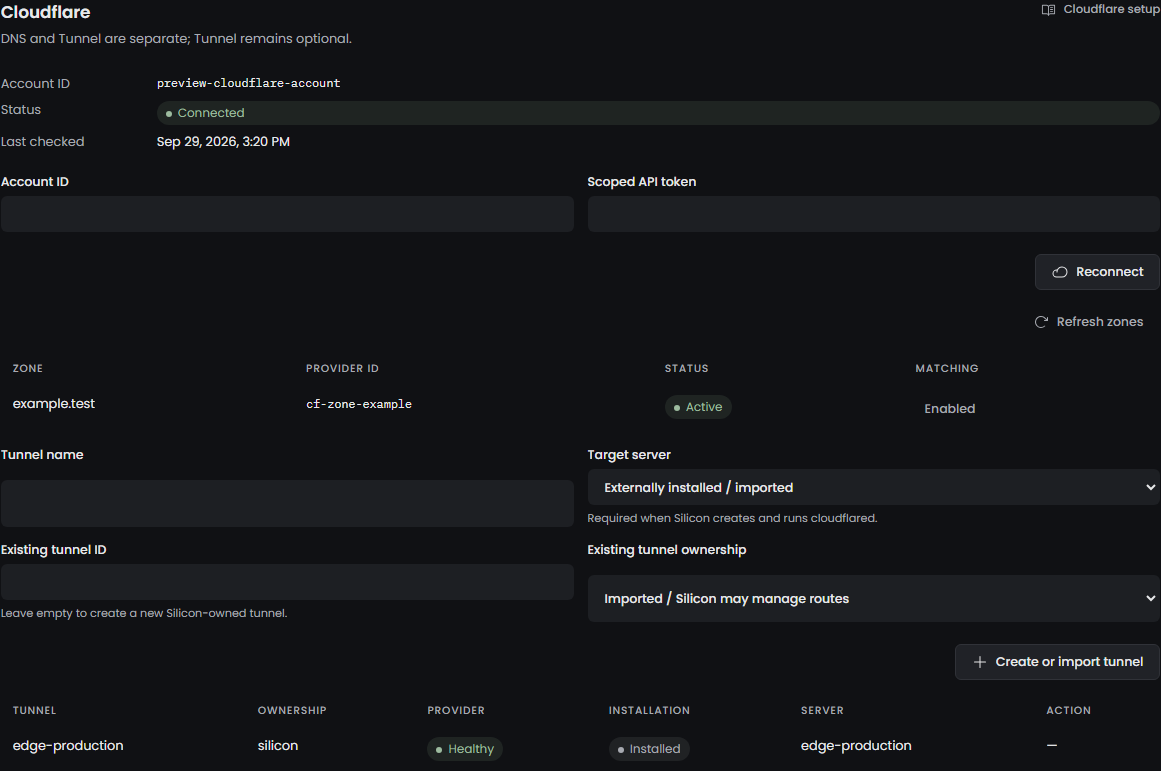 Cloudflare
Cloudflare setup
DNS and Tunnel are separate; Tunnel remains optional.
Account ID preview-cloudflare-account
Status Connected
Last checked Sep 29, 2026, 3:20 PM
Account ID Scoped API token
Reconnect
Refresh zones
ZONE PROVIDER ID STATUS MATCHING
example.test cf-zone-example Active Enabled
Tunnel name Target server
Externally installed / imported
Required when Silicon creates and runs cloudflared.
Existing tunnel ID Existing tunnel ownership
Imported / Silicon may manage routes
Leave empty to create a new Silicon-owned tunnel.
Create or import tunnel
TUNNEL OWNERSHIP PROVIDER INSTALLATION SERVER ACTION
edge-production silicon Healthy Installed edge-production —